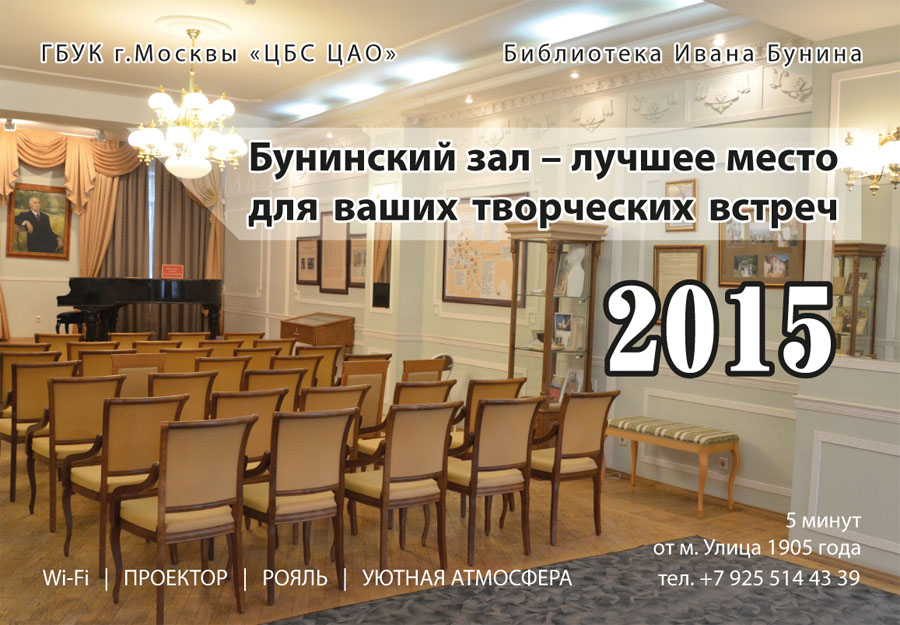 ГБУК г.Москвы «ЦБС ЦАО»
Библиотека Ивана Бунина
Бунинский зал – лучшее место
для ваших творческих встреч
2015
5 минут
от м. Улица 1905 года
Wi-Fi | ПРОЕКТОР | РОЯЛЬ | УЮТНАЯ АТМОСФЕРА
тел. +7 925 514 43 39